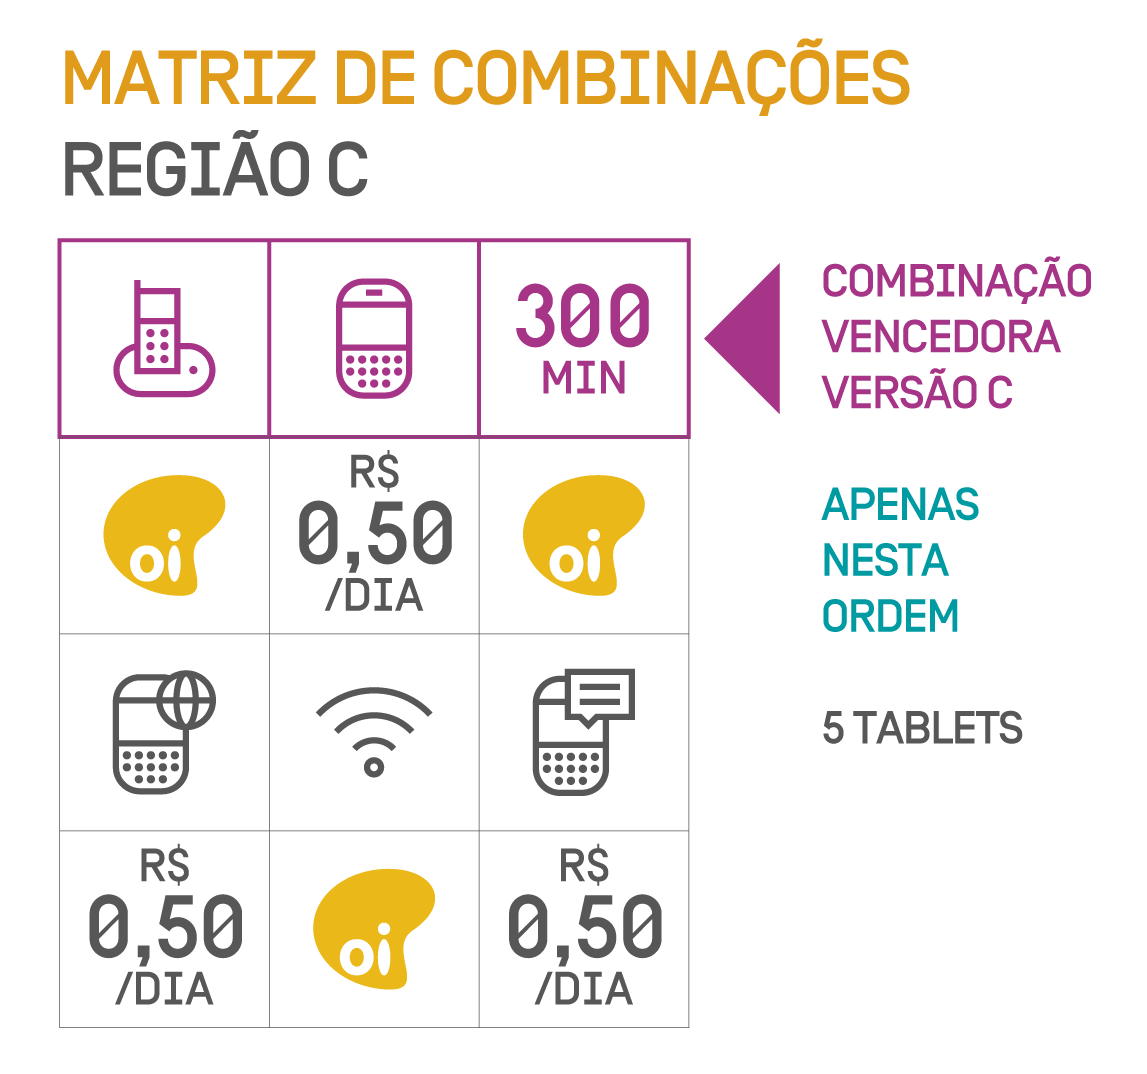 MATRIZ DE COMBINAÇÕES
REGIÃO C
300
MIN
COMBINAÇÃO
VENCEDORA
VERSÃO C
oi
R$
0,50
/DIA
oi
APENAS
NESTA
ORDEM
5 TABLETS
R$
0,50
/DIA
oi
R$
0,50
/DIA